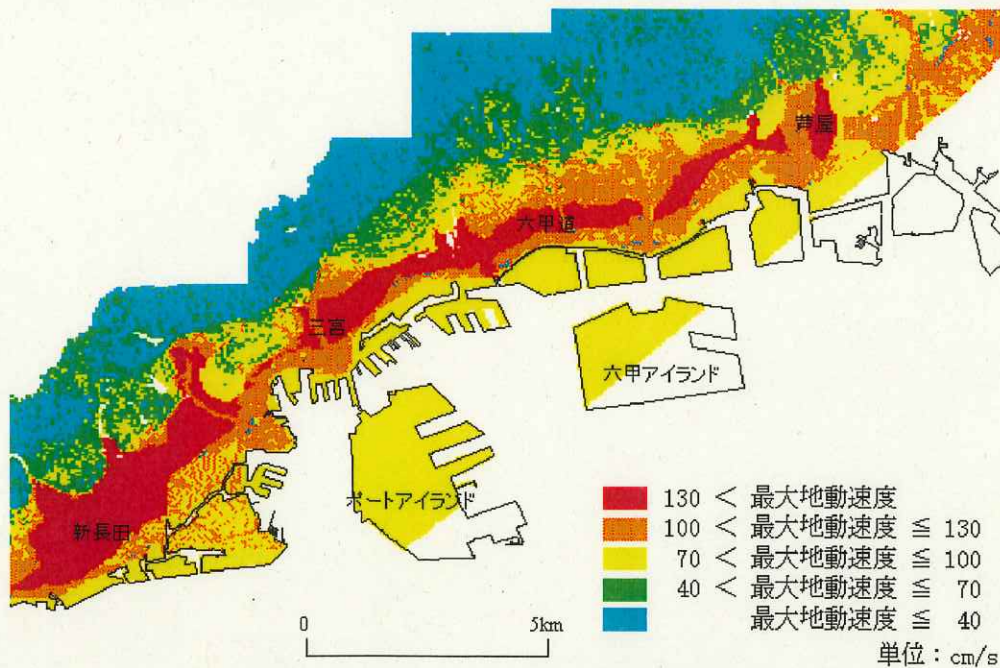 芦屋
六甲道
三宮
六甲アイランド
ポートアイランド
新長田
130 < 最大地動速度
100 < 最大地動速度 ≦ 130
70 < 最大地動速度 ≦ 100
40 < 最大地動速度 ≦ 70
最大地動速度 ≦ 40
単位：cm/s
0 5km